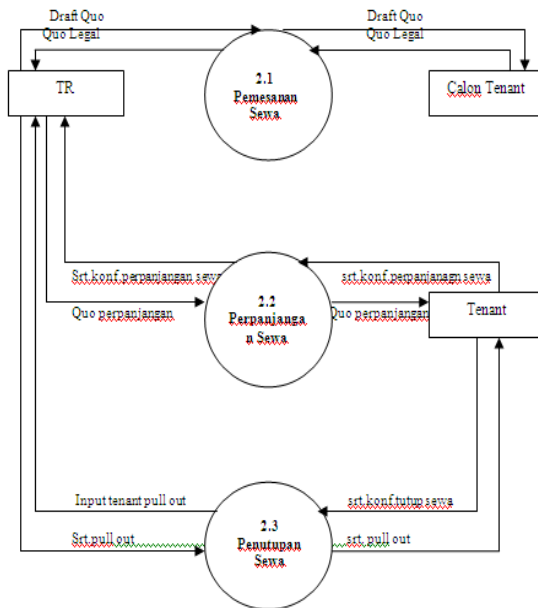 Draft Quo
Quo Legal
Draft Quo
Quo Legal
TR
2.1
Pemesanan
Sewa
Calon Tenant
Srt.konf.perpanjangan sewa
srt.konf.perpanjanagn sewa
Quo perpanjangan
2.2
Perpanjanga
n Sewa
Quo perpanjangan
Tenant
Input tenant pull out
srt.konf.tutup sewa
Srt.pull out
2.3
Penutupan
Sewa
srt. pull out